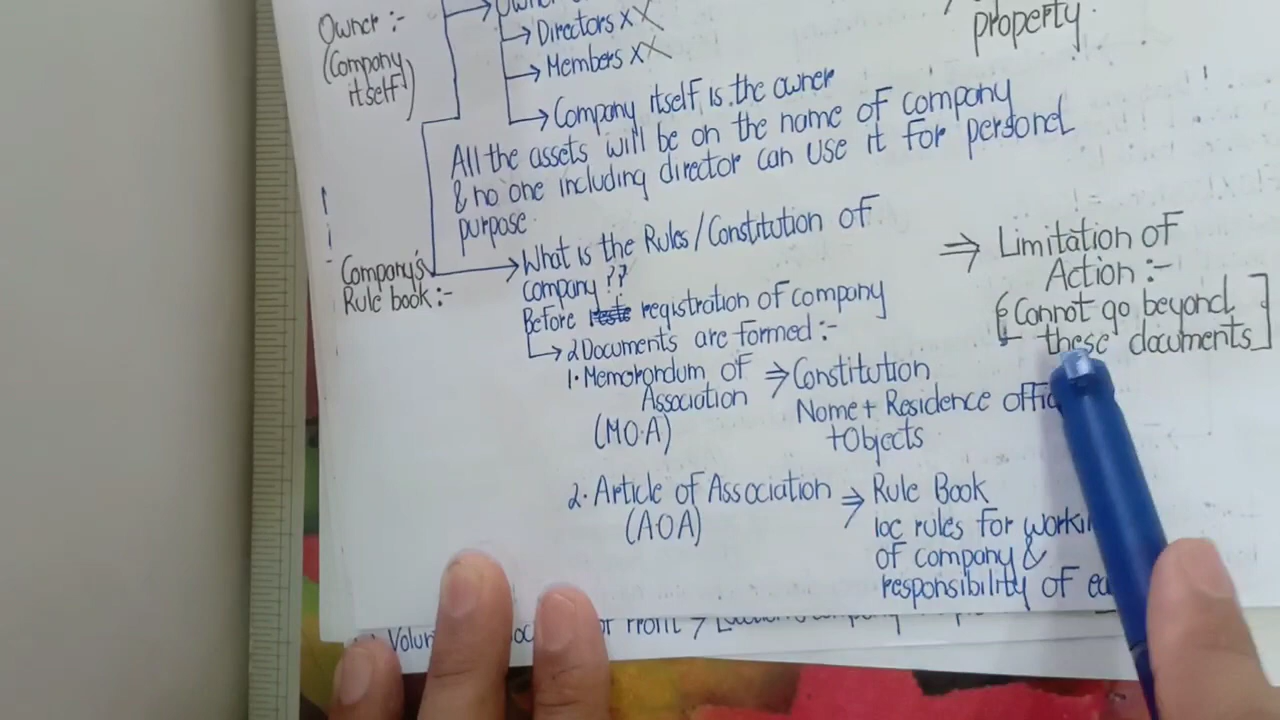 Owner :-
(Company
itself)
Directors xx
Members xx
Company itself is the owner
property.
All the assets will be on the name of company
& no one including director can use it for personal
purpose.
Company's
Rule book :-
What is the Rules/Constitution of
company ??
Before registration of company
2 Documents are formed :-
1. Memorandum of
Association
(M.O.A)
⇒ Constitution
Name + Residence
+Objects
2. Article of Association
(AOA)
⇒ Rule Book
rules for
of company &
responsibility of
⇒ Limitation of
Action :-
Cannot go beyond
these documents